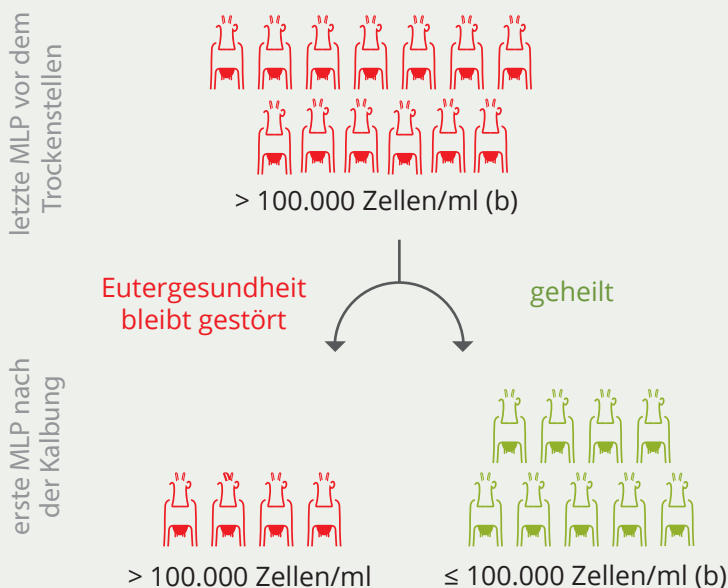 letzte MLP vor dem
Trockenstellen
> 100.000 Zellen/ml (b)
Eutergesundheit
bleibt gestört
geheilt
erste MLP nach
der Kalbung
> 100.000 Zellen/ml
≤ 100.000 Zellen/ml (b)